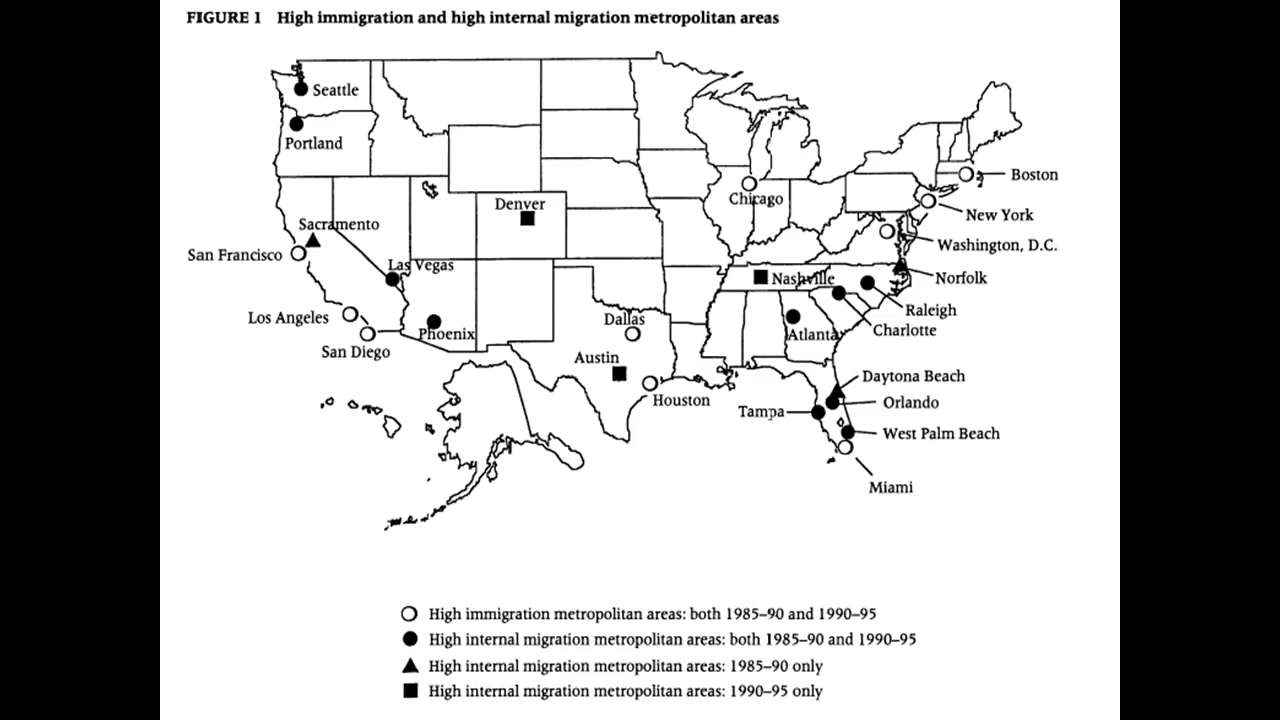 FIGURE 1 High immigration and high internal migration metropolitan areas
Seattle
Portland
Boston
Chicago
Denver
New York
Sacramento
Washington, D.C.
San Francisco
Las Vegas
Nashville
Norfolk
Raleigh
Los Angeles
Dallas
Charlotte
Phoenix
Atlanta
San Diego
Austin
Daytona Beach
Houston
Orlando
Tampa
West Palm Beach
Miami
High immigration metropolitan areas: both 1985–90 and 1990–95
High internal migration metropolitan areas: both 1985–90 and 1990–95
High internal migration metropolitan areas: 1985–90 only
High internal migration metropolitan areas: 1990–95 only